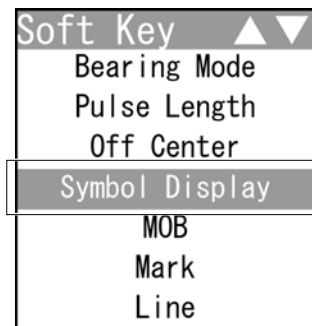 Soft Key ▲▼
Bearing Mode
Pulse Length
Off Center
Symbol Display
MOB
Mark
Line